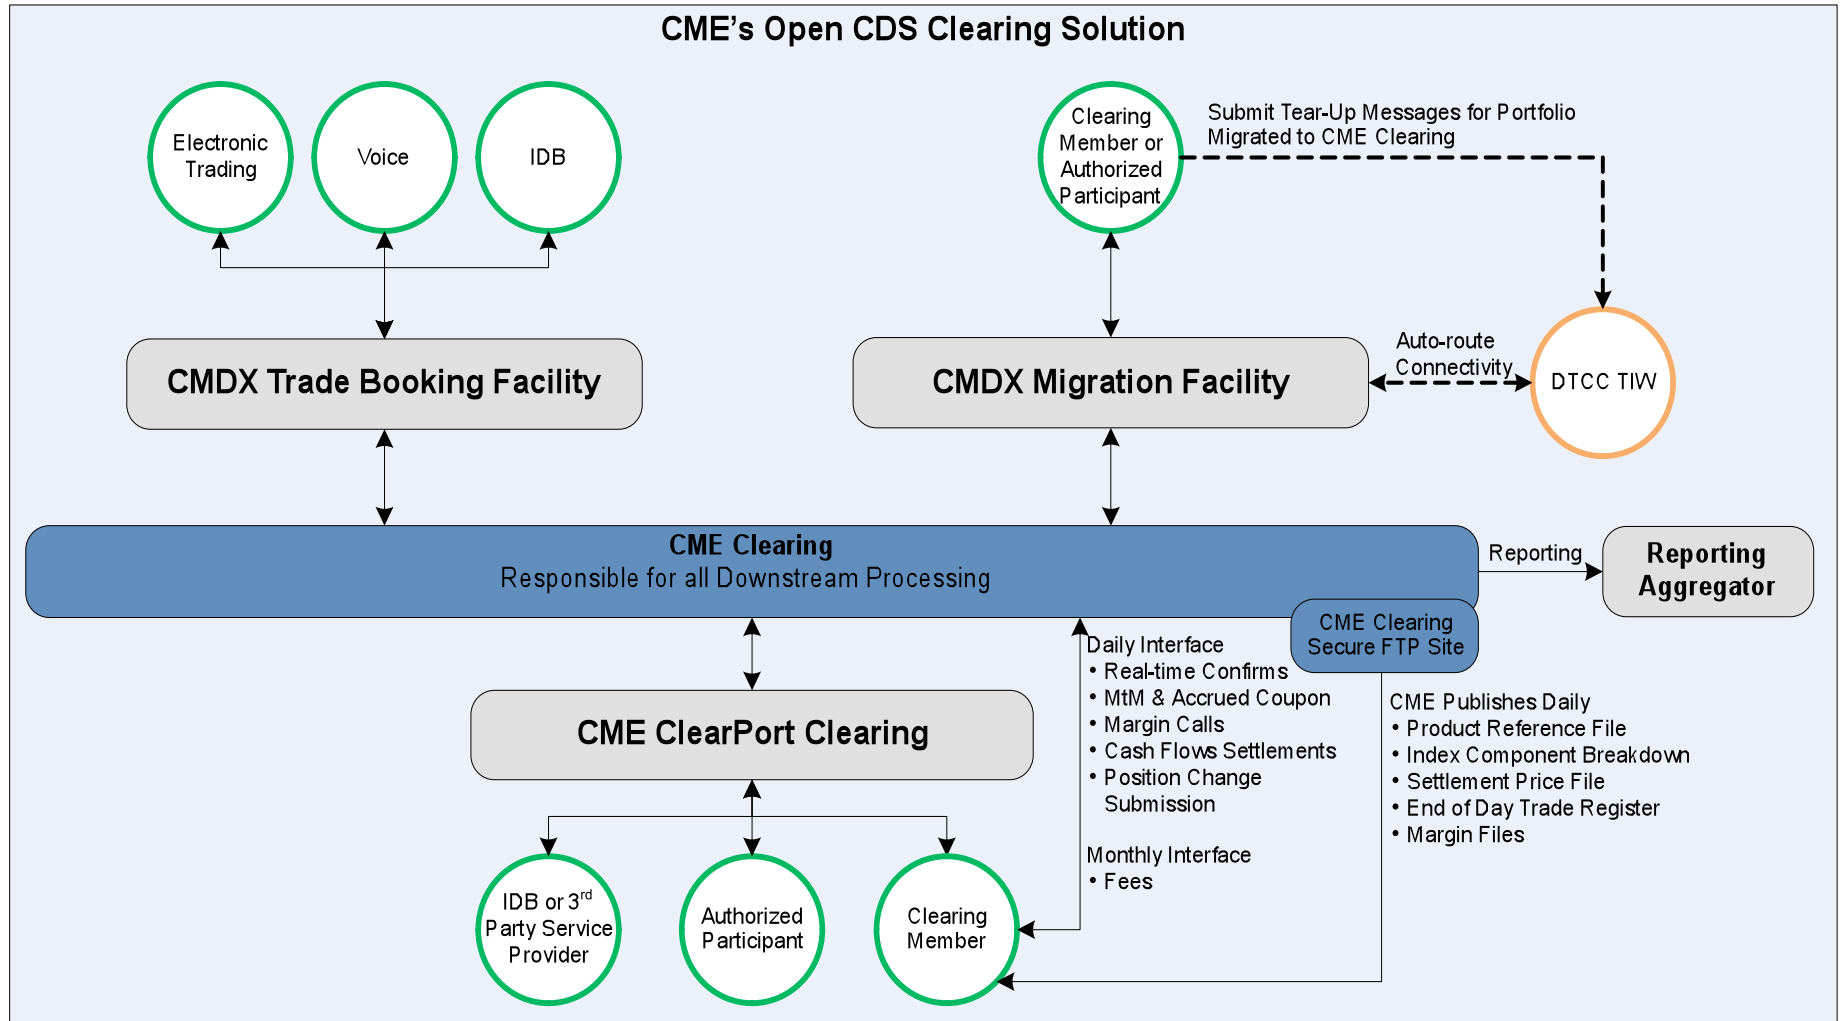 CME’s Open CDS Clearing Solution
Electronic
Trading
Voice
IDB
Clearing
Member or
Authorized
Participant
Submit Tear-Up Messages for Portfolio
Migrated to CME Clearing
CMDX Trade Booking Facility
CMDX Migration Facility
Auto-route
Connectivity
DTCC TIW
CME Clearing
Responsible for all Downstream Processing
Reporting
Reporting
Aggregator
CME Clearing
Secure FTP Site
CME ClearPort Clearing
Daily Interface
• Real-time Confirms
• MtM & Accrued Coupon
• Margin Calls
• Cash Flows Settlements
• Position Change
Submission
Monthly Interface
• Fees
CME Publishes Daily
• Product Reference File
• Index Component Breakdown
• Settlement Price File
• End of Day Trade Register
• Margin Files
IDB or 3rd
Party Service
Provider
Authorized
Participant
Clearing
Member